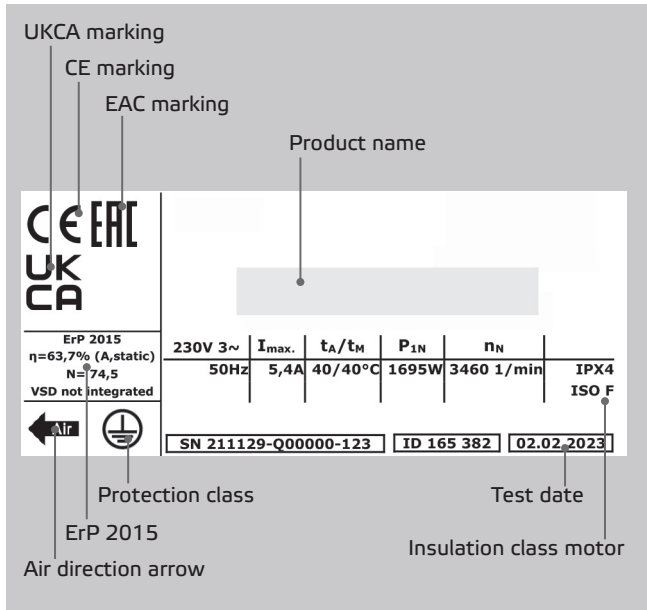 UKCA marking
CE marking
EAC marking
Product name
CE EAC
UK
CA
ErP 2015
η=63,7% (A,static)
N= 74,5
VSD not integrated
230V 3~ Imax. tA/tM P1N nN
50Hz 5,4A 40/40°C 1695W 3460 1/min IPX4
ISO F
Air
SN 211129-Q00000-123 ID 165 382 02.02.2023
Protection class
Test date
ErP 2015
Insulation class motor
Air direction arrow